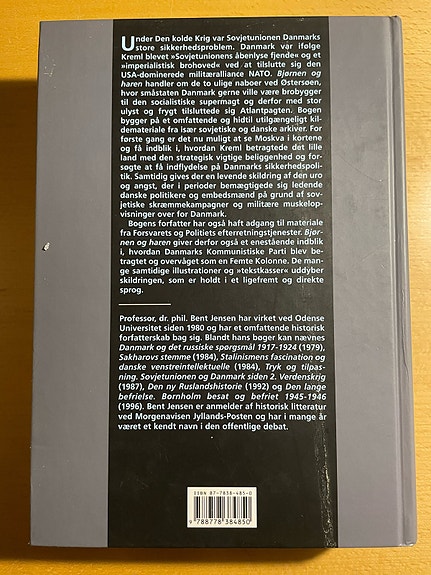 Under Den kolde Krig var Sovjetunionen Danmarks
store sikkerhedsproblem. Danmark var ifølge
Kreml blevet »Sovjetunionens åbenlyse fjende« og et
»imperialistisk brohoved« ved at tilslutte sig den
USA-dominerede militæralliance NATO. Bjørnen og
haren handler om de to ulige naboer ved Østersøen,
hvor småstaten Danmark gerne ville være brobygger
til den socialistiske supermagt og derfor med stor
ulyst og frygt tilsluttede sig Atlantpagten. Bogen
bygger på et omfattende og hidtil utilgængeligt kil-
demateriale fra især sovjetiske og danske arkiver. For
første gang er det nu muligt at se Moskva i kortene
og få indblik i, hvordan Kreml betragtede det lille
land med den strategisk vigtige beliggenhed og for-
søgte at få indflydelse på Danmarks sikkerhedspoli-
tik. Samtidig gives der en levende skildring af den uro
og angst, der i perioder bemægtigede sig ledende
danske politikere og embedsmænd på grund af sov-
jetiske skræmmekampagner og militære muskelop-
visninger over for Danmark.
Bogens forfatter har også haft adgang til materiale
fra Forsvarets og Politiets efterretningstjenester. Bjør-
nen og haren giver derfor også et enestående indblik
i, hvordan Danmarks Kommunistiske Parti blev be-
tragtet og overvåget som en Femte Kolonne. De man-
ge samtidige illustrationer og »tekstkasser« uddyber
skildringen, som er holdt i et ligefremt og direkte
sprog.
Professor, dr. phil. Bent Jensen har virket ved Odense
Universitet siden 1980 og har et omfattende historisk
forfatterskab bag sig. Blandt hans bøger kan nævnes
Danmark og det russiske spørgsmål 1917-1924 (1979),
Sakharovs stemme (1984), Stalinismens fascination og
danske venstreintellektuelle (1984), Tryk og tilpas-
ning. Sovjetunionen og Danmark siden 2. Verdenskrig
(1987), Den ny Ruslandshistorie (1992) og Den lange
befrielse. Bornholm besat og befriet 1945-1946
(1996). Bent Jensen er anmelder af historisk litteratur
ved Morgenavisen Jyllands-Posten og har i mange år
været et kendt navn i den offentlige debat.
ISBN 87-7838-485-0
9 788778 384850